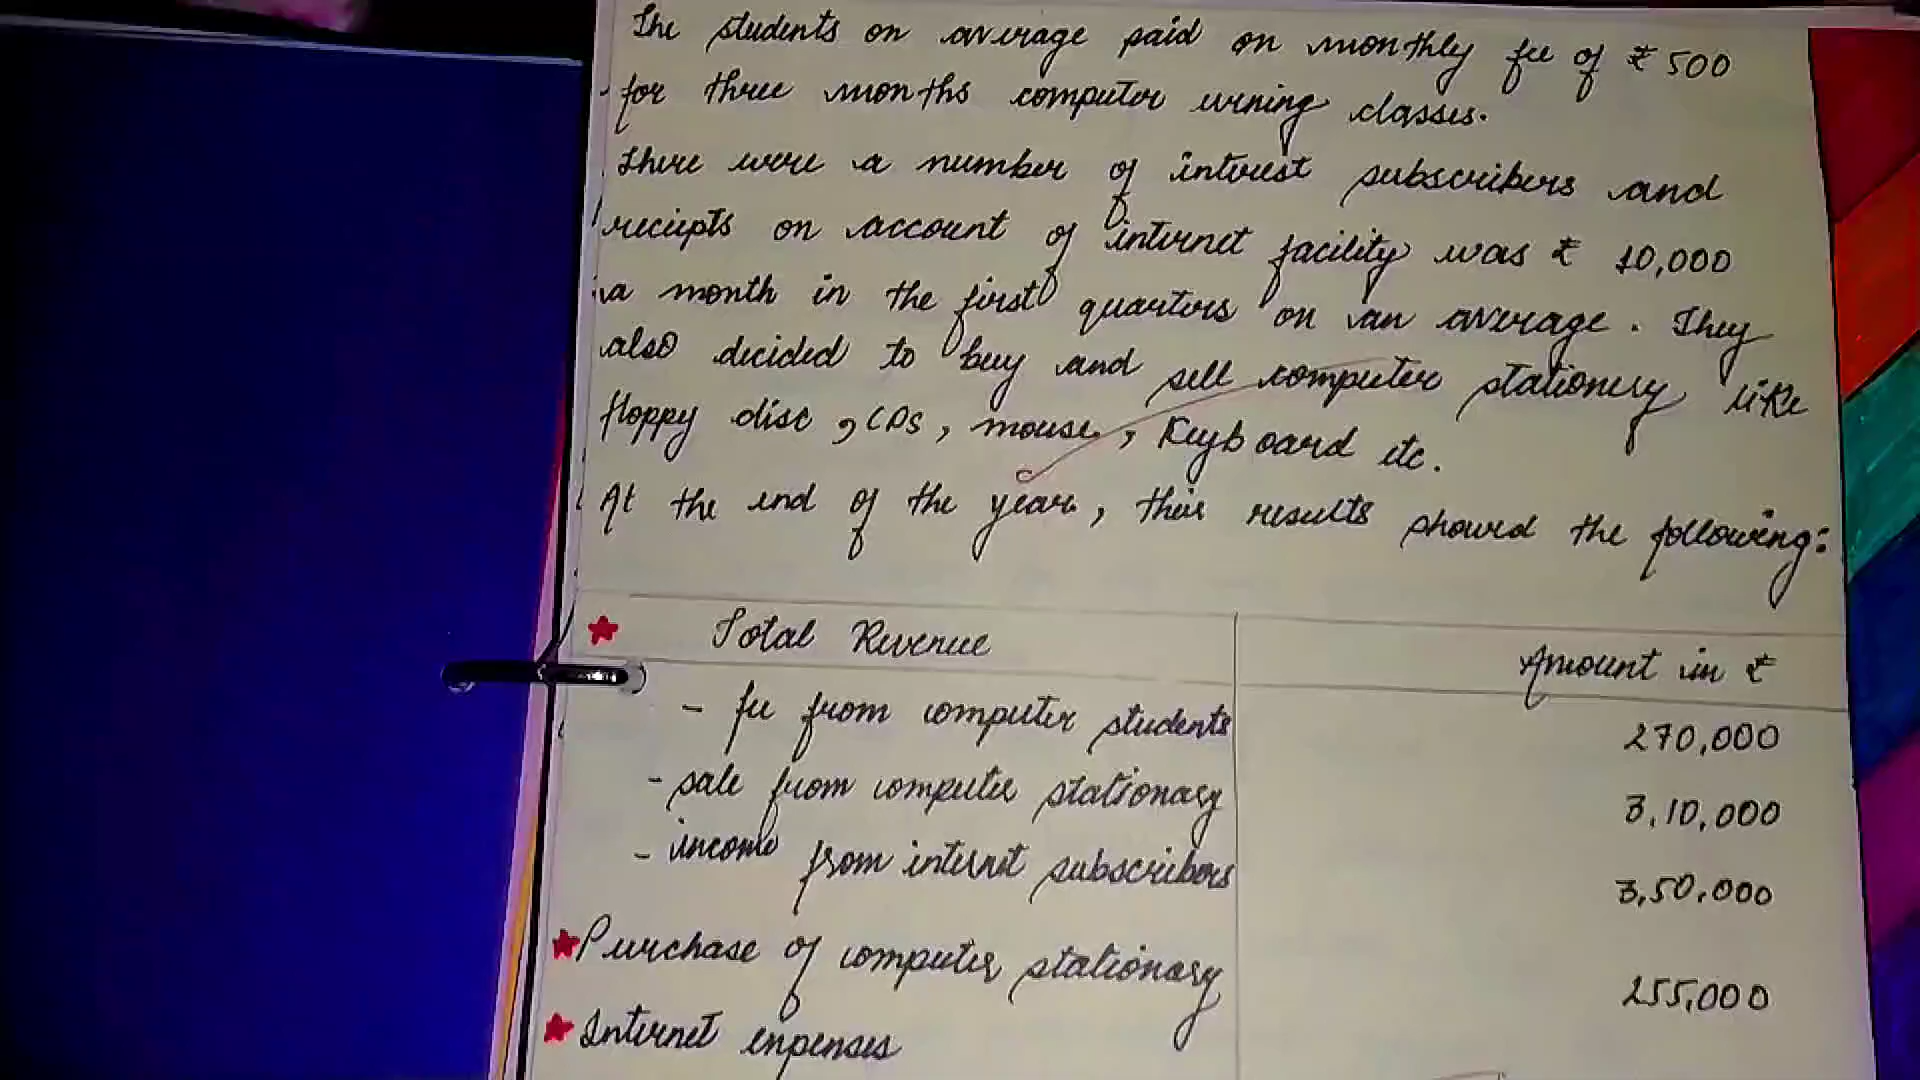 The students on average paid on monthly fee of ₹ 500
for three months computer urning classes.
There were a number of interest subscribers and
receipts on account of internet facility was ₹ 10,000
a month in the first quarters on an average. They
also decided to buy and sell computer stationery like
floppy disc, CDs, mouse, Keyboard etc.
At the end of the year, their results showed the following:
Total Revenue Amount in ₹
- fee from computer students 270,000
- sale from computer stationary 3,10,000
- income from internet subscribers 3,50,000
Purchase of computer stationary 255,000
Internet expenses